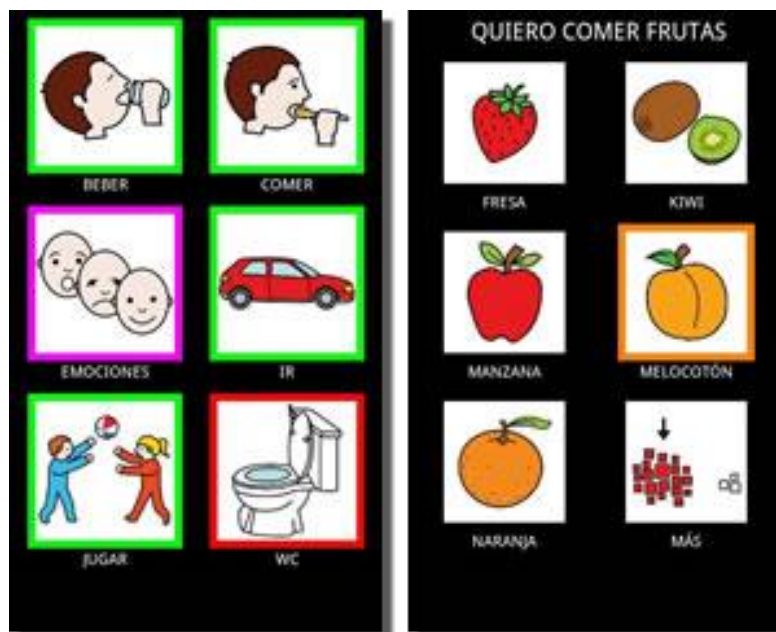 BEBER
COMER
EMOCIONES
IR
JUGAR
WC
QUIERO COMER FRUTAS
FRESA
KIWI
MANZANA
MELOCOTÓN
NARANJA
MÁS